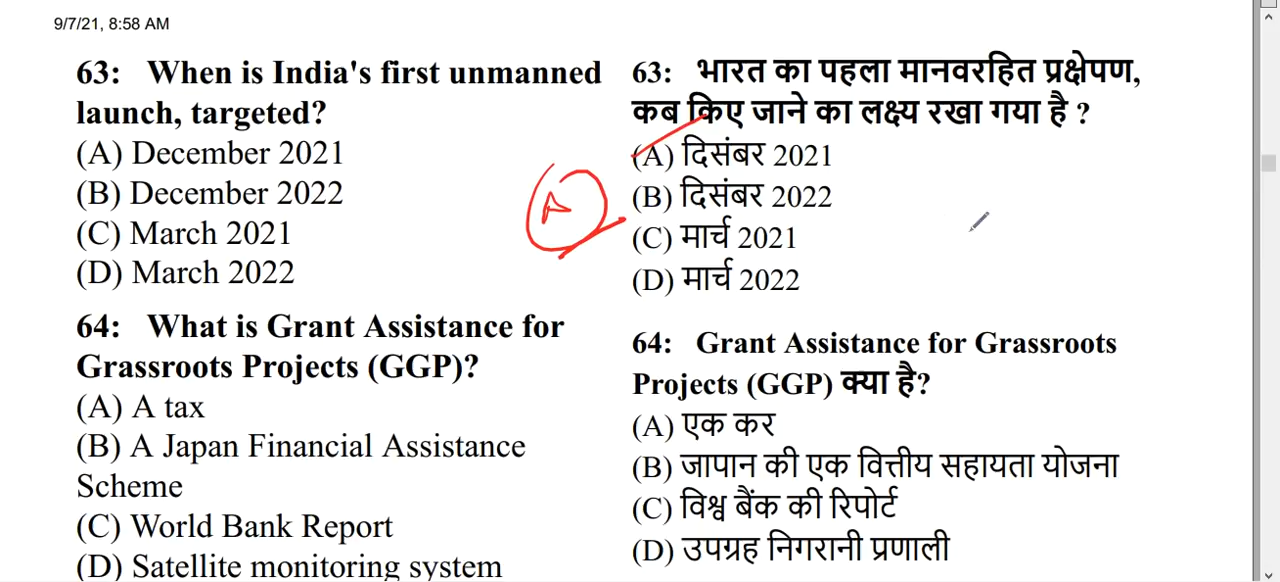 9/7/21, 8:58 AM
63: When is India's first unmanned
launch, targeted?
(A) December 2021
(B) December 2022
(C) March 2021
(D) March 2022
64: What is Grant Assistance for
Grassroots Projects (GGP)?
(A) A tax
(B) A Japan Financial Assistance
Scheme
(C) World Bank Report
(D) Satellite monitoring system
A
63: भारत का पहला मानवरहित प्रक्षेपण,
कब किए जाने का लक्ष्य रखा गया है ?
(A) दिसंबर 2021
(B) दिसंबर 2022
(C) मार्च 2021
(D) मार्च 2022
64: Grant Assistance for Grassroots
Projects (GGP) क्या है?
(A) एक कर
(B) जापान की एक वित्तीय सहायता योजना
(C) विश्व बैंक की रिपोर्ट
(D) उपग्रह निगरानी प्रणाली